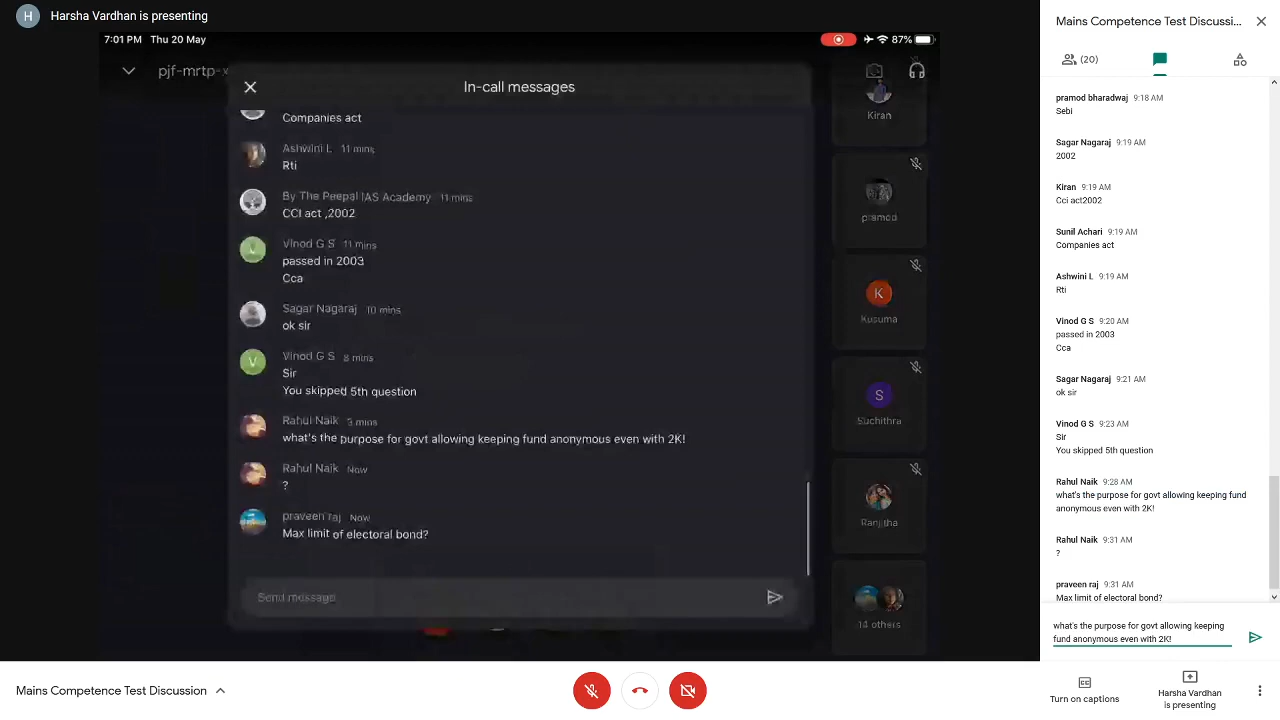 H Harsha Vardhan is presenting
7:01 PM Thu 20 May
87%
pjf-mrtp-x
In-call messages
Companies act
Ashwini L 11 mins
Rti
By The Peepal IAS Academy 11 mins
CCI act ,2002
V Vinod G S 11 mins
passed in 2003
Cca
Sagar Nagaraj 10 mins
ok sir
V Vinod G S 8 mins
Sir
You skipped 5th question
Rahul Naik 3 mins
what's the purpose for govt allowing keeping fund anonymous even with 2K!
Rahul Naik Now
?
praveen raj Now
Max limit of electoral bond?
Send message
Kiran
pramod
K
Kusuma
S
Suchithra
Ranjitha
14 others
Mains Competence Test Discussi...
(20)
pramod bharadwaj 9:18 AM
Sebi
Sagar Nagaraj 9:19 AM
2002
Kiran 9:19 AM
Cci act2002
Sunil Achari 9:19 AM
Companies act
Ashwini L 9:19 AM
Rti
Vinod G S 9:20 AM
passed in 2003
Cca
Sagar Nagaraj 9:21 AM
ok sir
Vinod G S 9:23 AM
Sir
You skipped 5th question
Rahul Naik 9:28 AM
what's the purpose for govt allowing keeping fund
anonymous even with 2K!
Rahul Naik 9:31 AM
?
praveen raj 9:31 AM
Max limit of electoral bond?
what's the purpose for govt allowing keeping
fund anonymous even with 2K!
Mains Competence Test Discussion
Turn on captions
Harsha Vardhan
is presenting